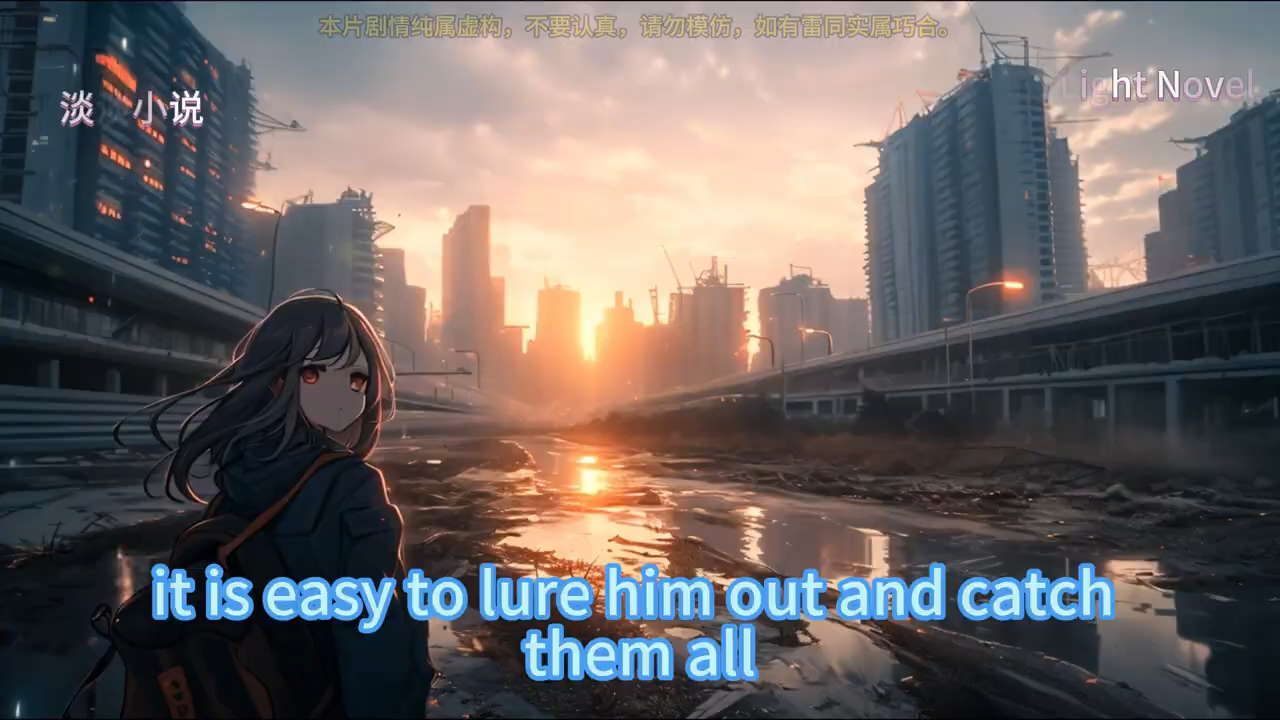 本片剧情纯属虚构，不要认真，请勿模仿，如有雷同实属巧合。
淡 小说
Light Novel
it is easy to lure him out and catch
them all